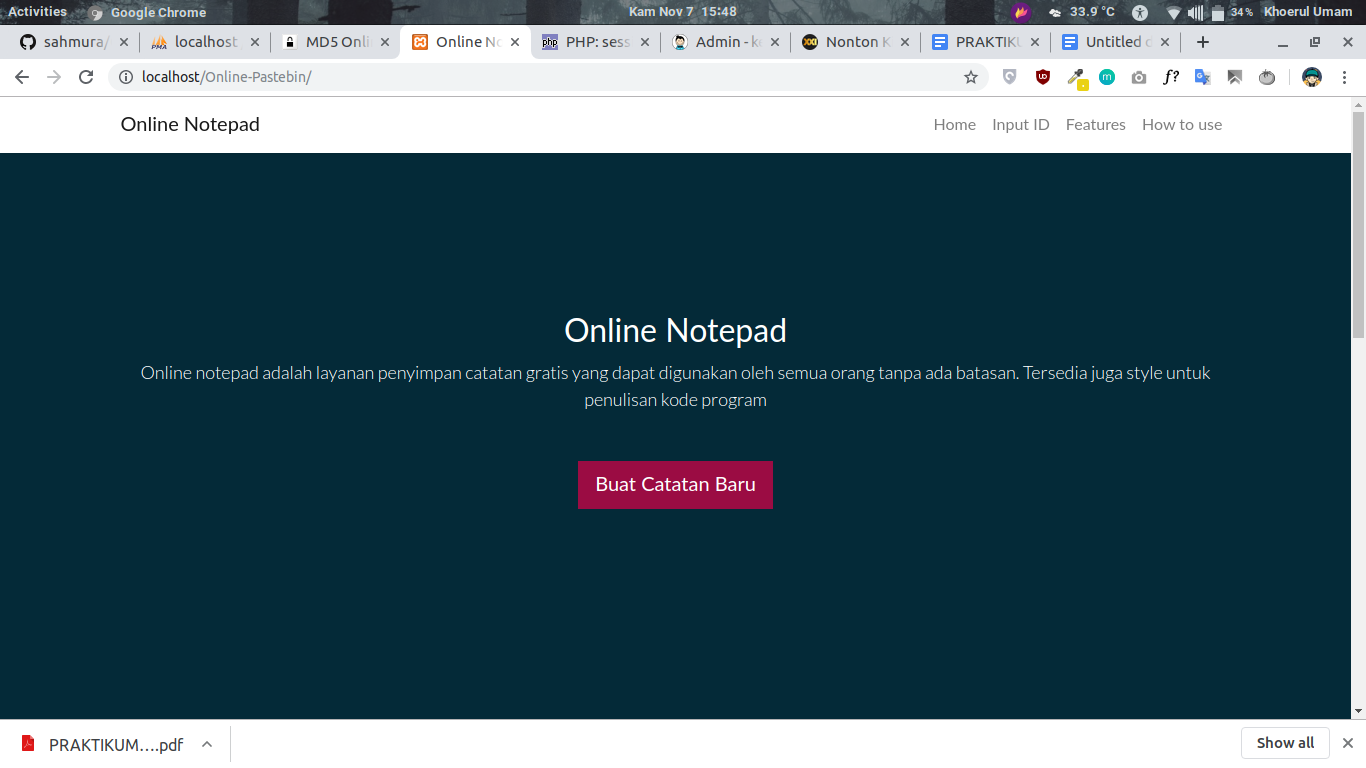 Activities Google Chrome Kam Nov 7 15:48 33.9 °C 34% Khoerul Umam
sahmura/ localhost MD5 Onli Online No PHP: sess Admin - ke Nonton K PRAKTIKU Untitled d
localhost/Online-Pastebin/
Online Notepad Home Input ID Features How to use
Online Notepad
Online notepad adalah layanan penyimpan catatan gratis yang dapat digunakan oleh semua orang tanpa ada batasan. Tersedia juga style untuk
penulisan kode program
Buat Catatan Baru
PRAKTIKUM....pdf Show all